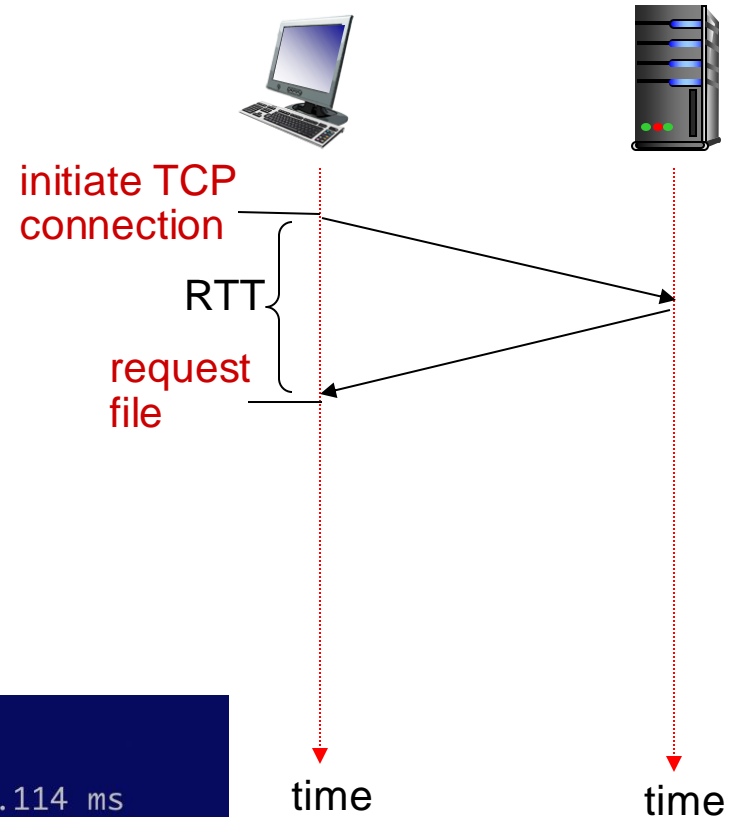 initiate TCP
connection
RTT
request
file
.114 ms
time
time